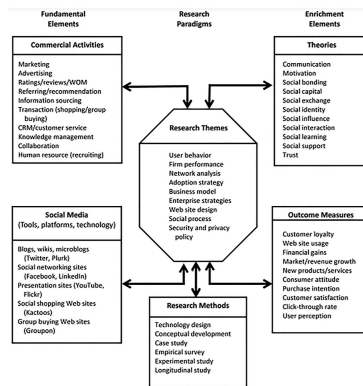 Fundamental
Elements
Research
Paradigms
Enrichment
Elements
Commercial Activities
Marketing
Advertising
Ratings/reviews/WOM
Referring/recommendation
Information sourcing
Transaction (shopping/group
buying)
CRM/customer service
Knowledge management
Collaboration
Human resource (recruiting)
Theories
Communication
Motivation
Social bonding
Social capital
Social exchange
Social identity
Social influence
Social interaction
Social learning
Social support
Trust
Research Themes
User behavior
Firm performance
Network analysis
Adoption strategy
Business model
Enterprise strategies
Web site design
Social process
Security and privacy
policy
Social Media
(Tools, platforms, technology)
Blogs, wikis, microblogs
(Twitter, Plurk)
Social networking sites
(Facebook, LinkedIn)
Presentation sites (YouTube,
Flickr)
Social shopping Web sites
(Kactoos)
Group buying Web sites
(Groupon)
Outcome Measures
Customer loyalty
Web site usage
Financial gains
Market/revenue growth
New products/services
Consumer attitude
Purchase intention
Customer satisfaction
Click-through rate
User perception
Research Methods
Technology design
Conceptual development
Case study
Empirical survey
Experimental study
Longitudinal study